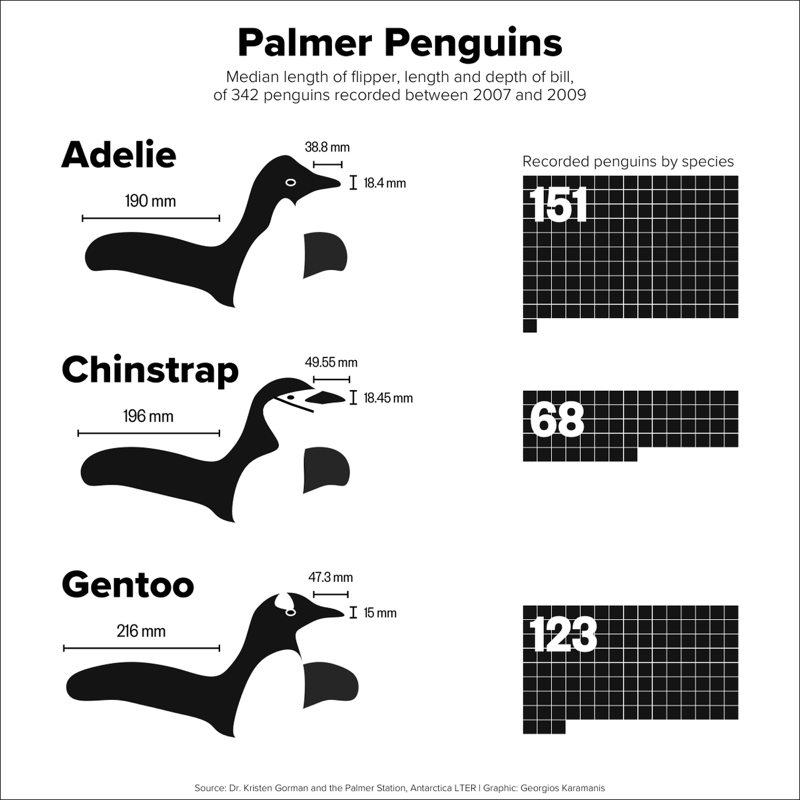 Palmer Penguins
Median length of flipper, length and depth of bill,
of 342 penguins recorded between 2007 and 2009
Adelie
38.8 mm
18.4 mm
190 mm
Recorded penguins by species
151
Chinstrap
49.55 mm
18.45 mm
196 mm
68
Gentoo
47.3 mm
15 mm
216 mm
123
Source: Dr. Kristen Gorman and the Palmer Station, Antarctica LTER | Graphic: Georgios Karamanis